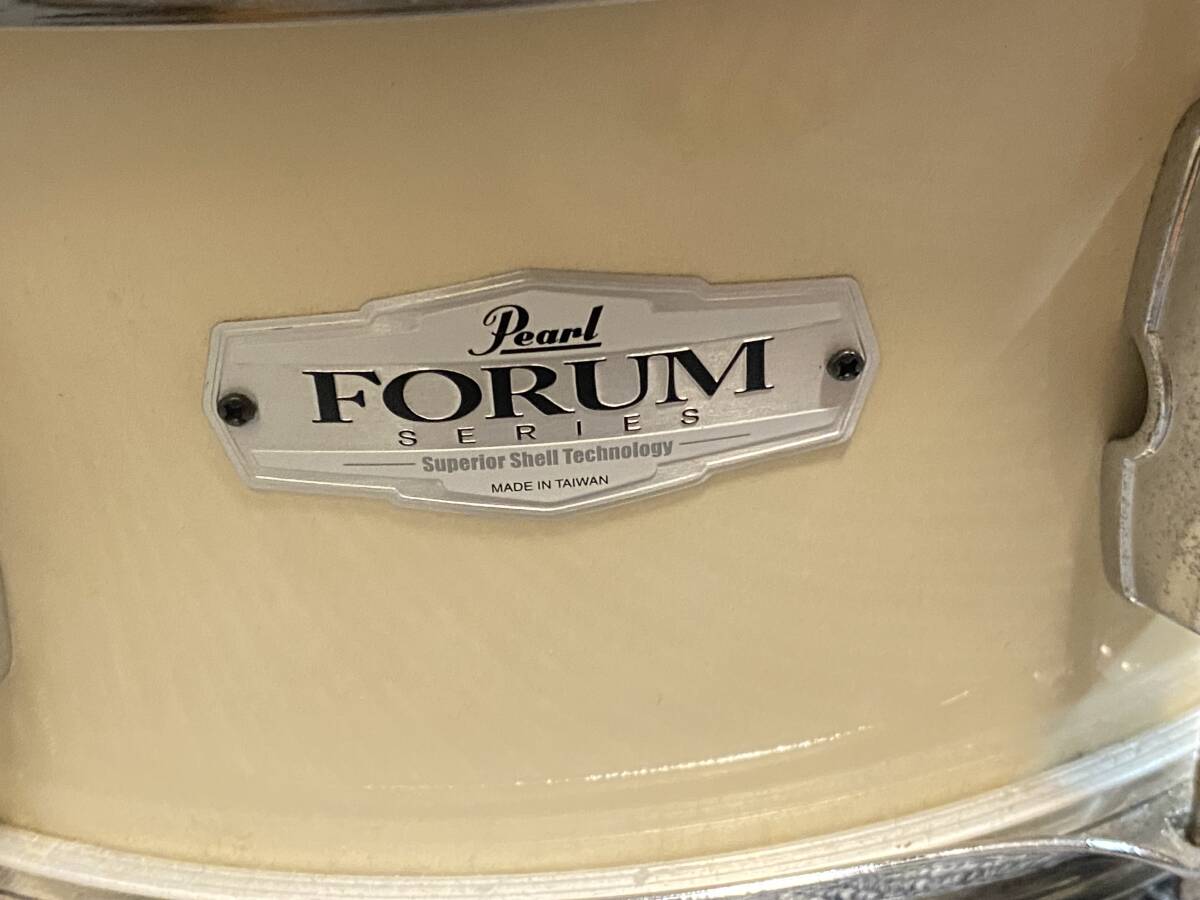 Pearl
FORUM
SERIES
Superior Shell Technology
MADE IN TAIWAN